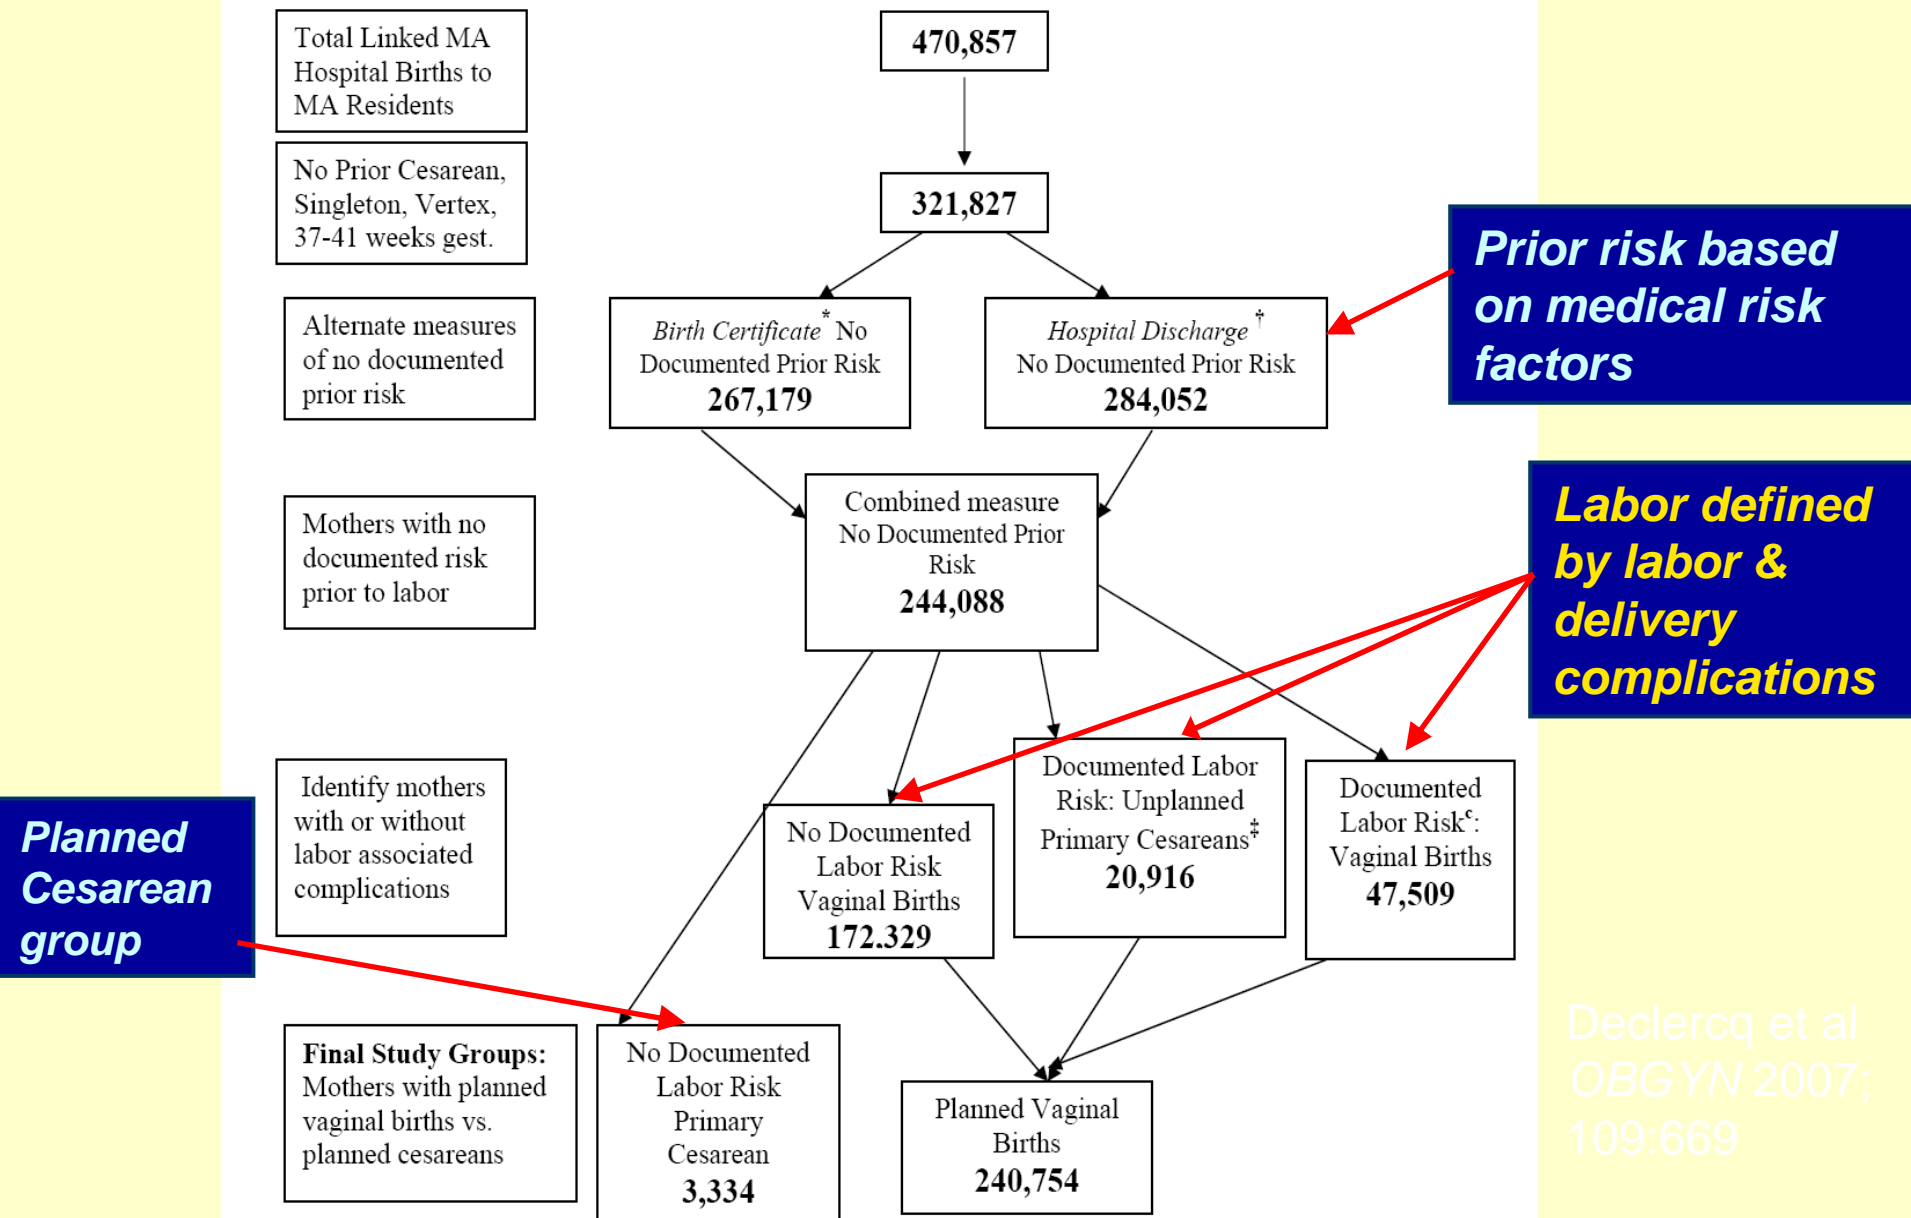 Total Linked MA
Hospital Births to
MA Residents
470,857
No Prior Cesarean,
Singleton, Vertex,
37-41 weeks gest.
321,827
Prior risk based
on medical risk
factors
Alternate measures
of no documented
prior risk
Birth Certificate* No
Documented Prior Risk
267,179
Hospital Discharge†
No Documented Prior Risk
284,052
Mothers with no
documented risk
prior to labor
Combined measure
No Documented Prior
Risk
244,088
Labor defined
by labor &
delivery
complications
Planned
Cesarean
group
Identify mothers
with or without
labor associated
complications
No Documented
Labor Risk
Vaginal Births
172.329
Documented Labor
Risk: Unplanned
Primary Cesareans‡
20,916
Documented
Labor Riskᶜ:
Vaginal Births
47,509
Final Study Groups:
Mothers with planned
vaginal births vs.
planned cesareans
No Documented
Labor Risk
Primary
Cesarean
3,334
Planned Vaginal
Births
240,754
Declercq et al
OBGYN 2007;
109:669